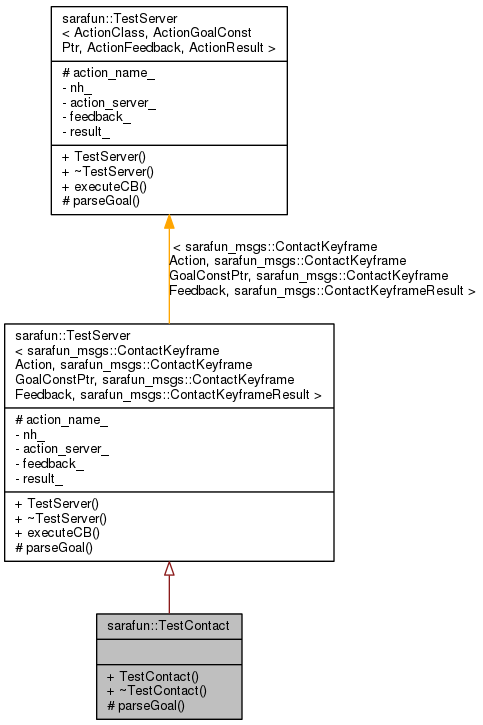 sarafun::TestServer
< ActionClass, ActionGoalConst
Ptr, ActionFeedback, ActionResult >
# action_name_
- nh_
- action_server_
- feedback_
- result_
+ TestServer()
+ ~TestServer()
+ executeCB()
# parseGoal()
< sarafun_msgs::ContactKeyframe
Action, sarafun_msgs::ContactKeyframe
GoalConstPtr, sarafun_msgs::ContactKeyframe
Feedback, sarafun_msgs::ContactKeyframeResult >
sarafun::TestServer
< sarafun_msgs::ContactKeyframe
Action, sarafun_msgs::ContactKeyframe
GoalConstPtr, sarafun_msgs::ContactKeyframe
Feedback, sarafun_msgs::ContactKeyframeResult >
# action_name_
- nh_
- action_server_
- feedback_
- result_
+ TestServer()
+ ~TestServer()
+ executeCB()
# parseGoal()
sarafun::TestContact
+ TestContact()
+ ~TestContact()
# parseGoal()